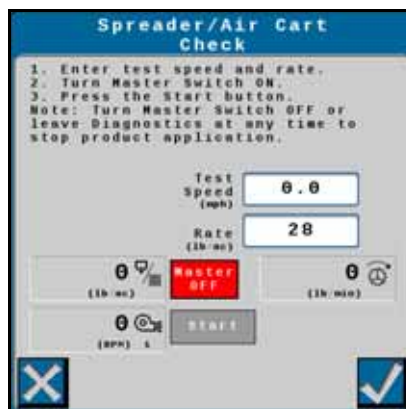 Spreader/Air Cart
Check
1. Enter test speed and rate.
2. Turn Master Switch ON.
3. Press the Start button.
Note: Turn Master Switch OFF or
leave Diagnostics at any time to
stop product application.
Test
Speed
(mph)
0.0
Rate
(lb/ac)
28
0
(lb/ac)
Master
OFF
0
(lb/min)
0
(RPM)
Start